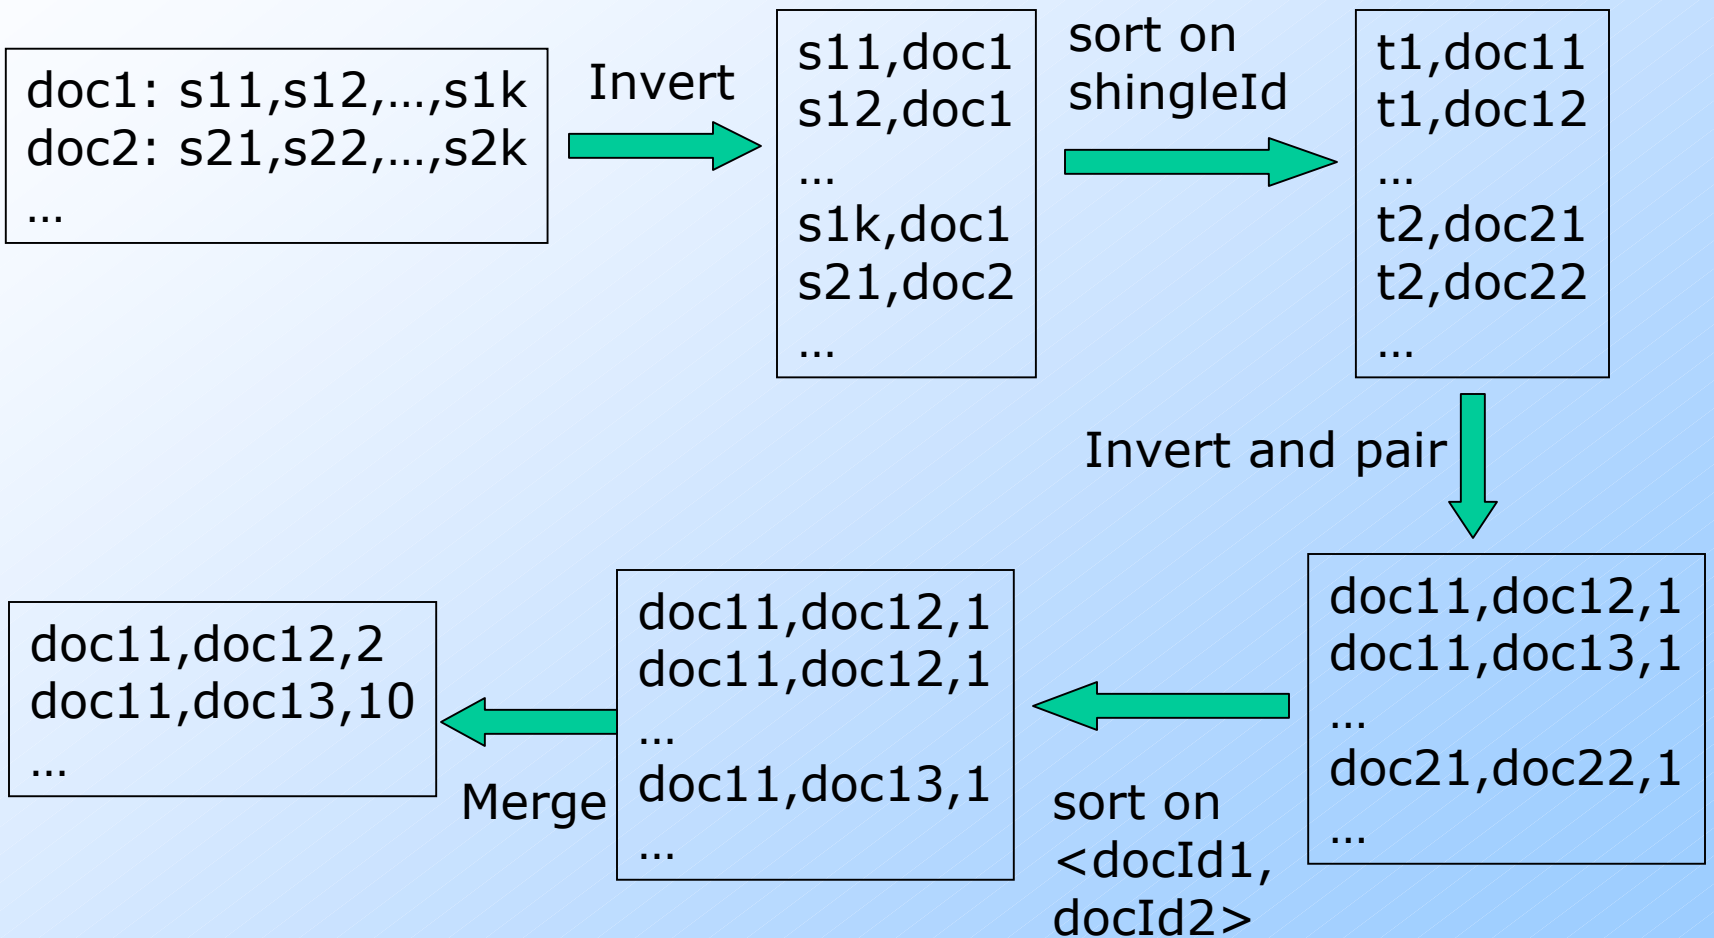 doc1: s11,s12,…,s1k
doc2: s21,s22,…,s2k
…
Invert
s11,doc1
s12,doc1
…
s1k,doc1
s21,doc2
…
sort on
shingleId
t1,doc11
t1,doc12
…
t2,doc21
t2,doc22
…
Invert and pair
doc11,doc12,1
doc11,doc13,1
…
doc21,doc22,1
…
sort on
<docId1,
docId2>
doc11,doc12,1
doc11,doc12,1
…
doc11,doc13,1
…
Merge
doc11,doc12,2
doc11,doc13,10
…